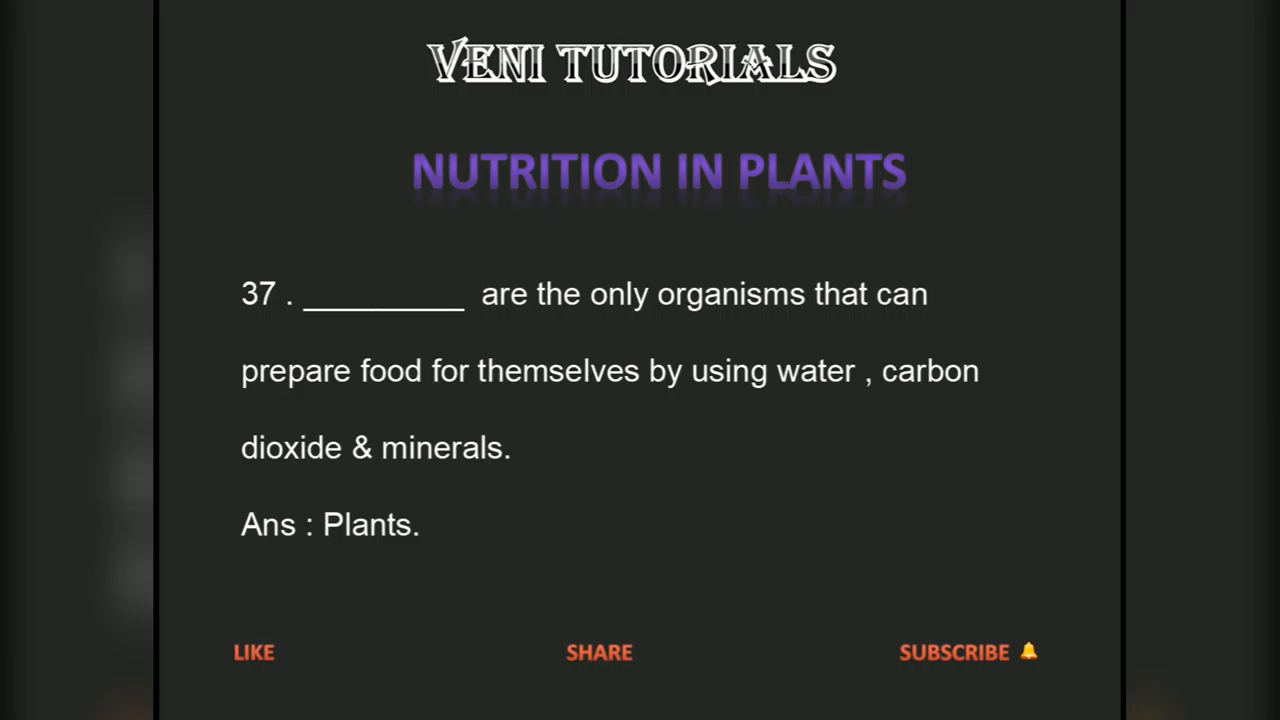 VENI TUTORIALS
NUTRITION IN PLANTS
37 . _________ are the only organisms that can
prepare food for themselves by using water , carbon
dioxide & minerals.
Ans : Plants.
LIKE SHARE SUBSCRIBE 🔔